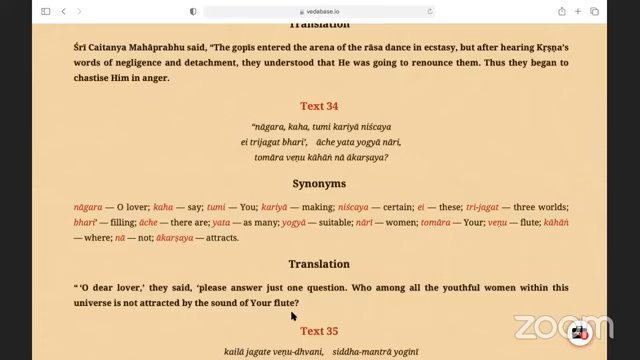 vedabase.io
Translation
Śrī Caitanya Mahāprabhu said, “The gopīs entered the arena of the rāsa dance in ecstasy, but after hearing Kṛṣṇa’s
words of negligence and detachment, they understood that He was going to renounce them. Thus they began to
chastise Him in anger.
Text 34
“nāgara, kaha, tumi kariyā niścaya
ei trijagat bhari’, āche yata yogyā nārī,
tomāra veṇu kāhāṅ nā ākarṣaya?
Synonyms
nāgara — O lover; kaha — say; tumi — You; kariyā — making; niścaya — certain; ei — these; tri-jagat — three worlds;
bhari’ — filling; āche — there are; yata — as many; yogyā — suitable; nārī — women; tomāra — Your; veṇu — flute; kāhāṅ
— where; nā — not; ākarṣaya — attracts.
Translation
“ ‘O dear lover,’ they said, ‘please answer just one question. Who among all the youthful women within this
universe is not attracted by the sound of Your flute?
Text 35
kailā jagate veṇu-dhvani, siddha-mantrā yoginī
zoom